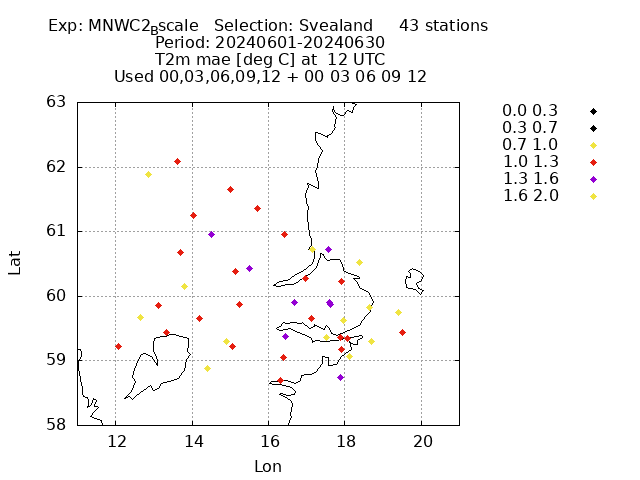 Exp: MNWC2Bscale Selection: Svealand 43 stations
Period: 20240601-20240630
T2m mae [deg C] at 12 UTC
Used 00,03,06,09,12 + 00 03 06 09 12
63
62
61
60
59
58
12 14 16 18 20
Lat
Lon
0.0 0.3
0.3 0.7
0.7 1.0
1.0 1.3
1.3 1.6
1.6 2.0